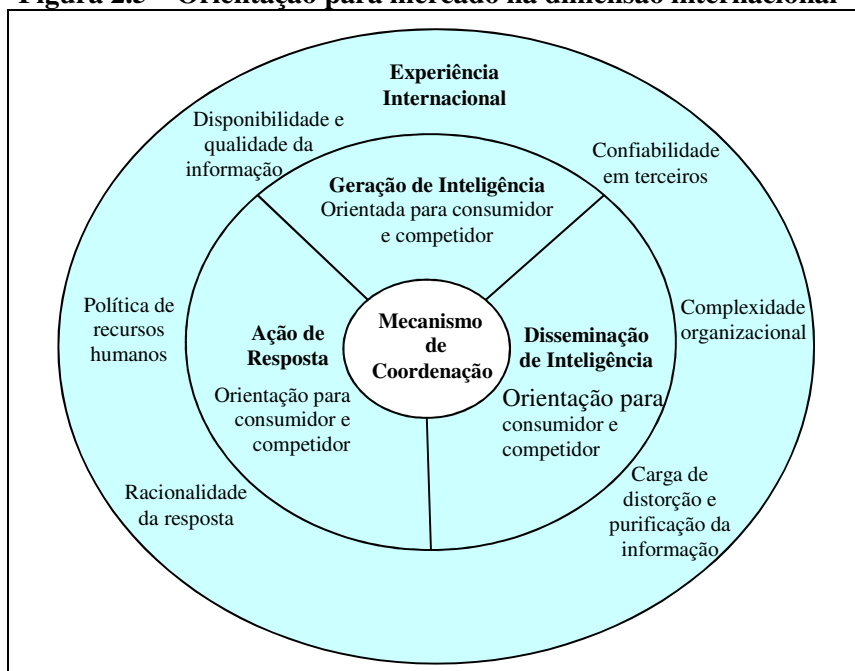 Figura 2.3 – Orientação para mercado na dimensão internacional
Experiência
Internacional
Disponibilidade e
qualidade da
informação
Confiabilidade
em terceiros
Geração de Inteligência
Orientada para consumidor
e competidor
Política de
recursos
humanos
Complexidade
organizacional
Ação de
Resposta
Orientação para
consumidor e
competidor
Mecanismo
de
Coordenação
Disseminação
de Inteligência
Orientação para
consumidor e
competidor
Racionalidade
da resposta
Carga de
distorção e
purificação da
informação